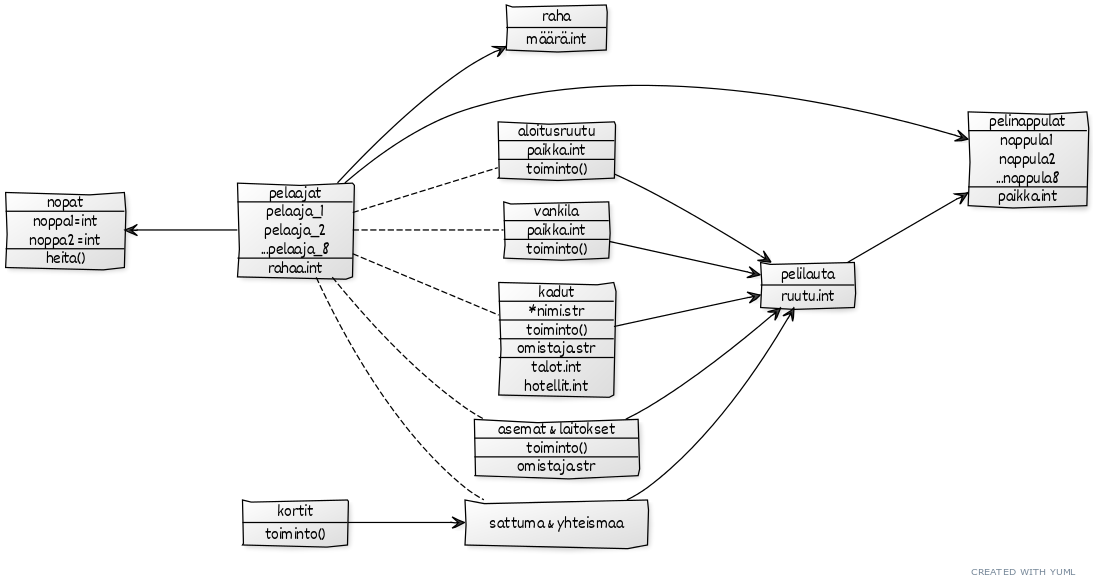 raha
määrä.int
aloitusruutu
paikka.int
toiminto()
pelinappulat
nappula1
nappula2
...nappula8
paikka.int
nopat
noppa1=int
noppa2 =int
heita()
pelaajat
pelaaja_1
pelaaja_2
...pelaaja_8
rahaa.int
vankila
paikka.int
toiminto()
pelilauta
ruutu.int
kadut
*nimi.str
toiminto()
omistaja.str
talot.int
hotellit.int
asemat & laitokset
toiminto()
omistaja.str
kortit
toiminto()
sattuma & yhteismaa
CREATED WITH YUML